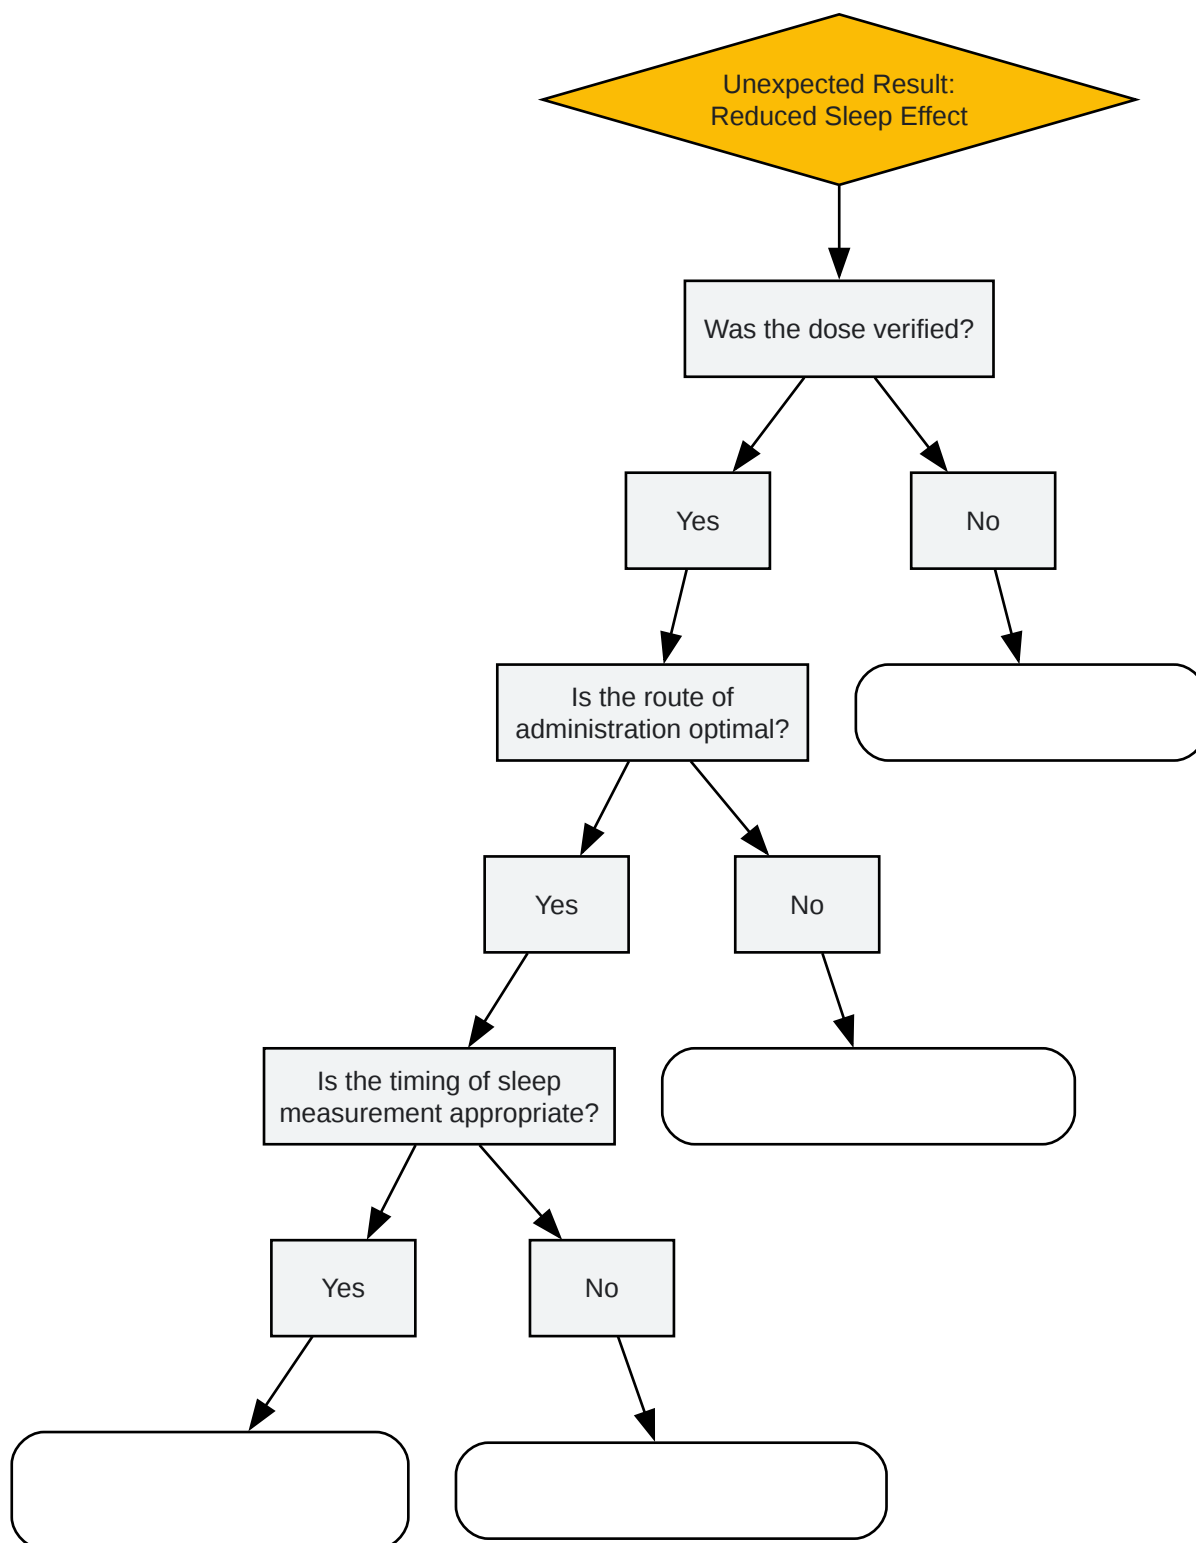 Unexpected Result:
Reduced Sleep Effect
Was the dose verified?
Yes
No
Is the route of
administration optimal?
Yes
No
Is the timing of sleep
measurement appropriate?
Yes
No